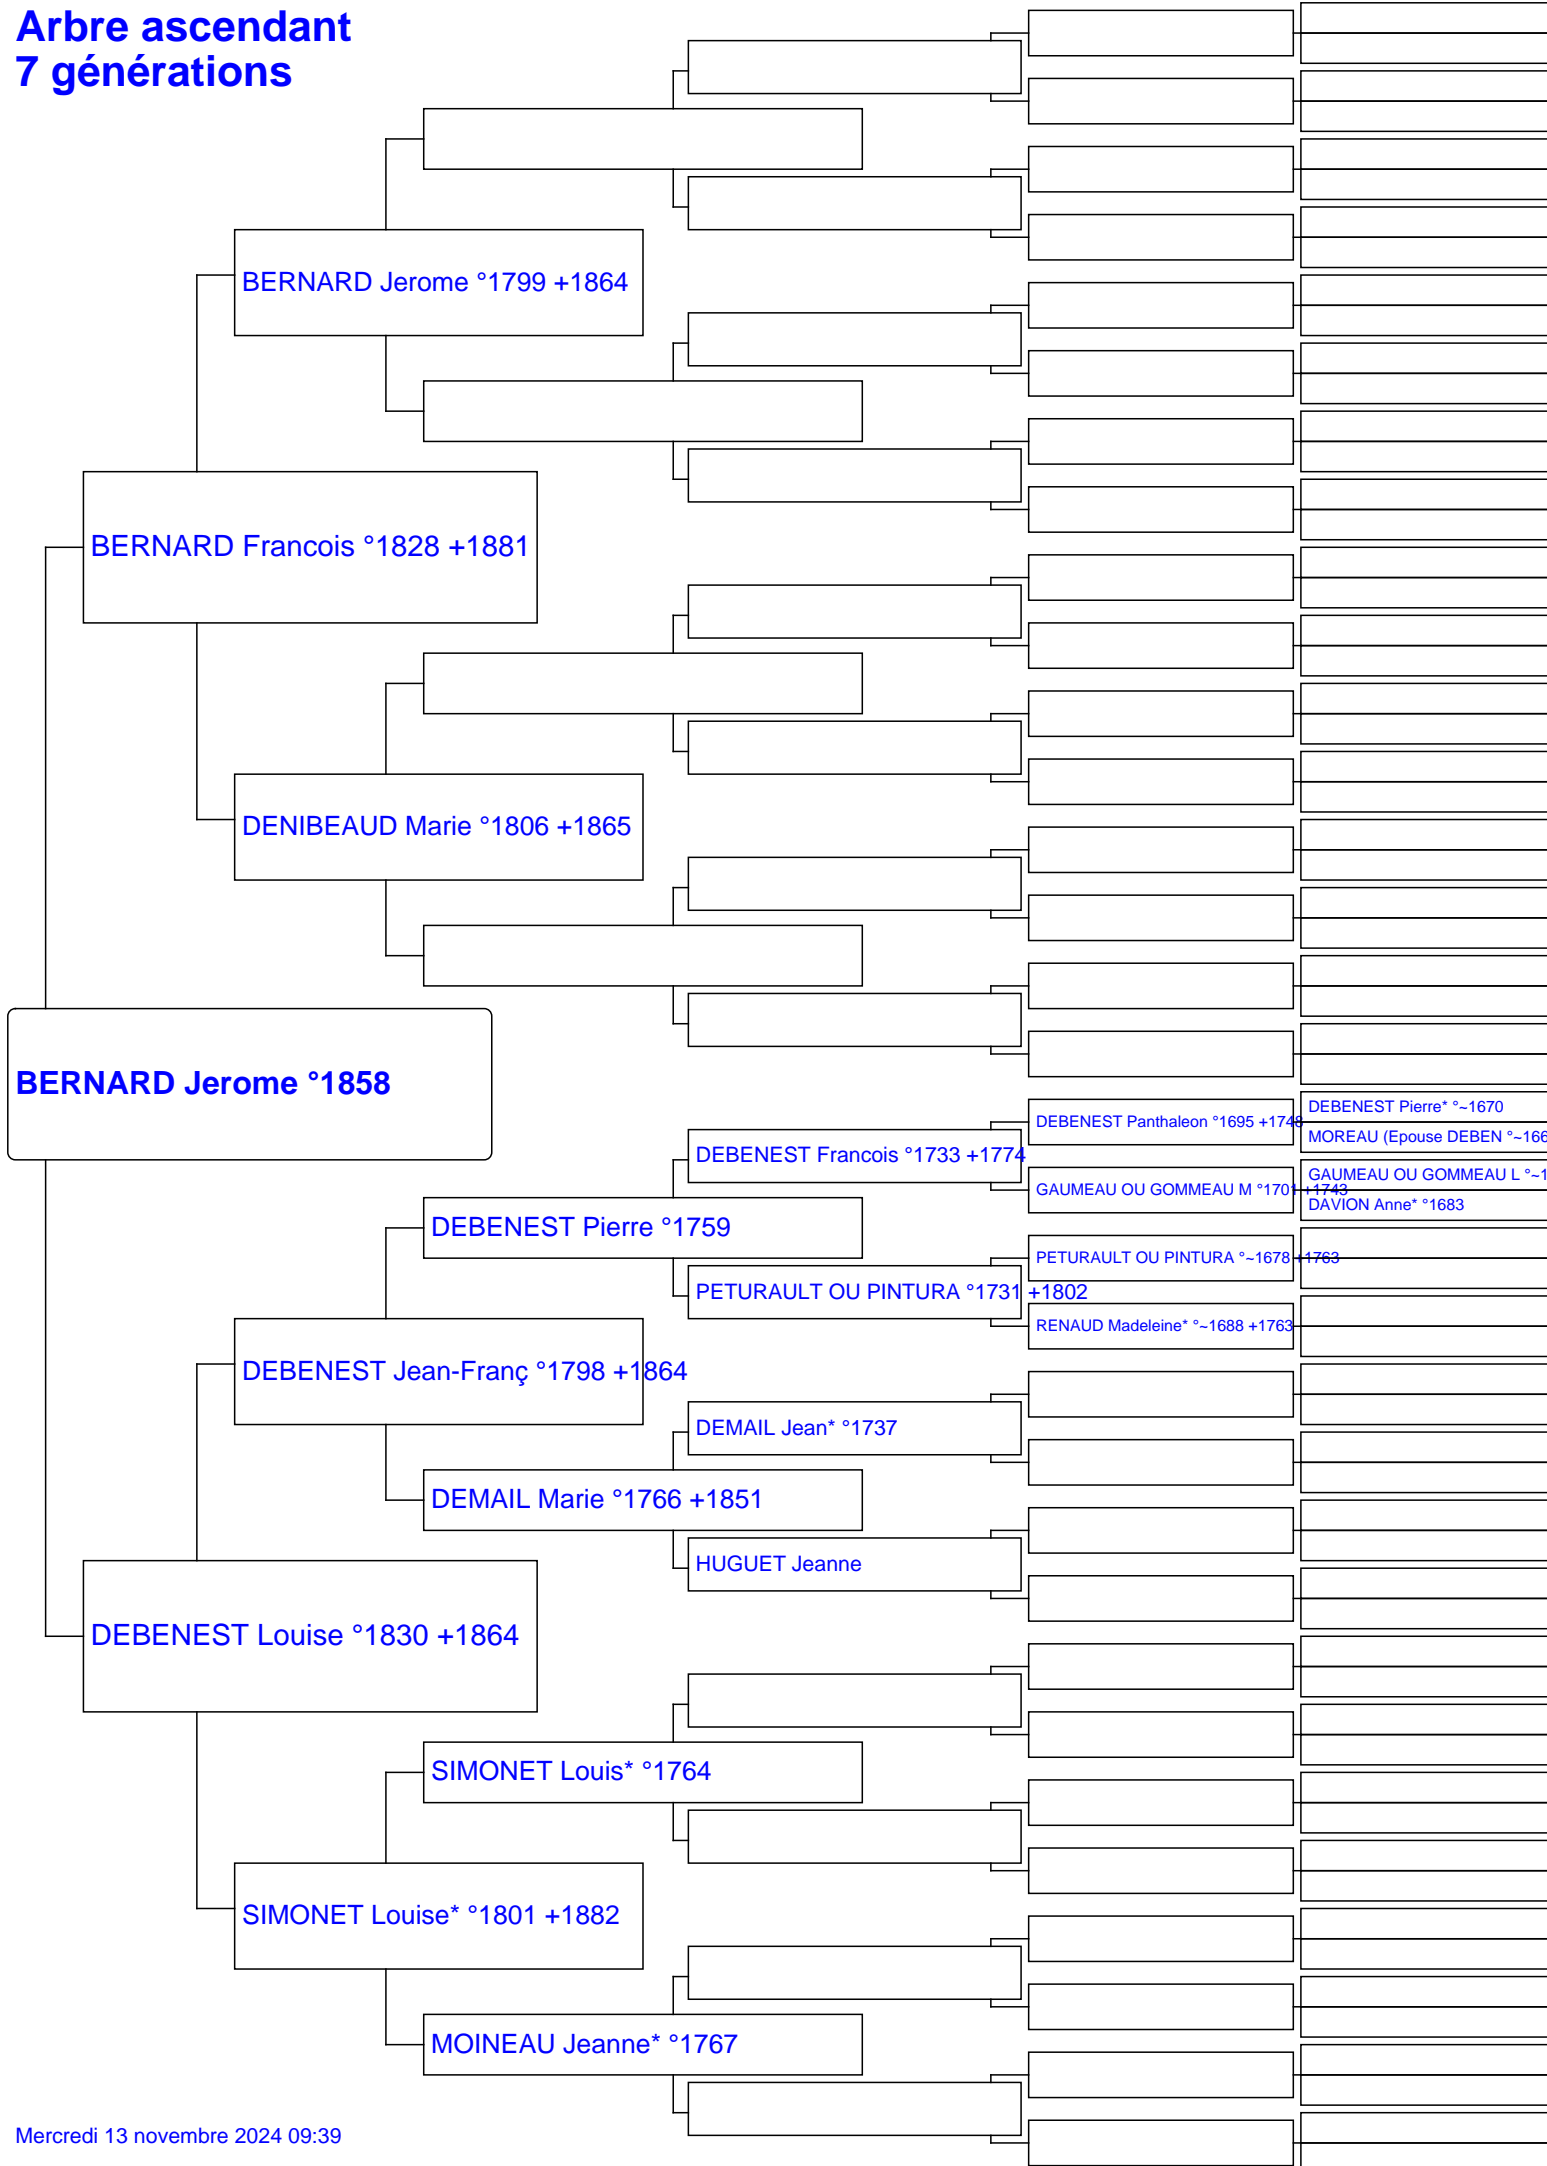 Arbre ascendant
7 générations
BERNARD Jerome °1799 +1864
BERNARD Francois °1828 +1881
DENIBEAUD Marie °1806 +1865
BERNARD Jerome °1858
DEBENEST Pierre* °~1670
DEBENEST Panthaleon °1695 +1748
MOREAU (Epouse DEBEN °~166
DEBENEST Francois °1733 +1774
GAUMEAU OU GOMMEAU L °~1
GAUMEAU OU GOMMEAU M °1701 +1743
DAVION Anne* °1683
DEBENEST Pierre °1759
PETURAULT OU PINTURA °~1678 +1763
PETURAULT OU PINTURA °1731 +1802
RENAUD Madeleine* °~1688 +1763
DEBENEST Jean-Franç °1798 +1864
DEMAIL Jean* °1737
DEMAIL Marie °1766 +1851
HUGUET Jeanne
DEBENEST Louise °1830 +1864
SIMONET Louis* °1764
SIMONET Louise* °1801 +1882
MOINEAU Jeanne* °1767
Mercredi 13 novembre 2024 09:39